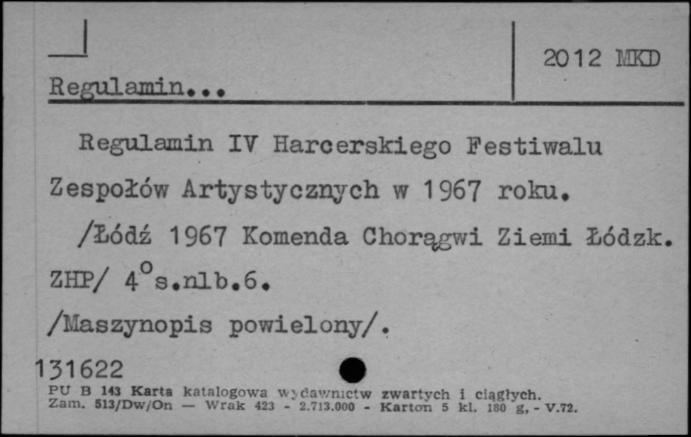 2012 MKD
Regulamin...
Regulamin IV Harcerskiego Festiwalu
Zespołów Artystycznych w 1967 roku.
/Łódź 1967 Komenda Chorągwi Ziemi Łódzk.
ZHP/ 4° s.nlb.6.
/Maszynopis powielony/.
131622
PU B 143 Karta katalogowa wydawnictw zwartych i ciągłych.
Zam. 513/Dw/On — Wrak 423 - 2.713.000 - Karton 5 kl. 180 g, - V.72.